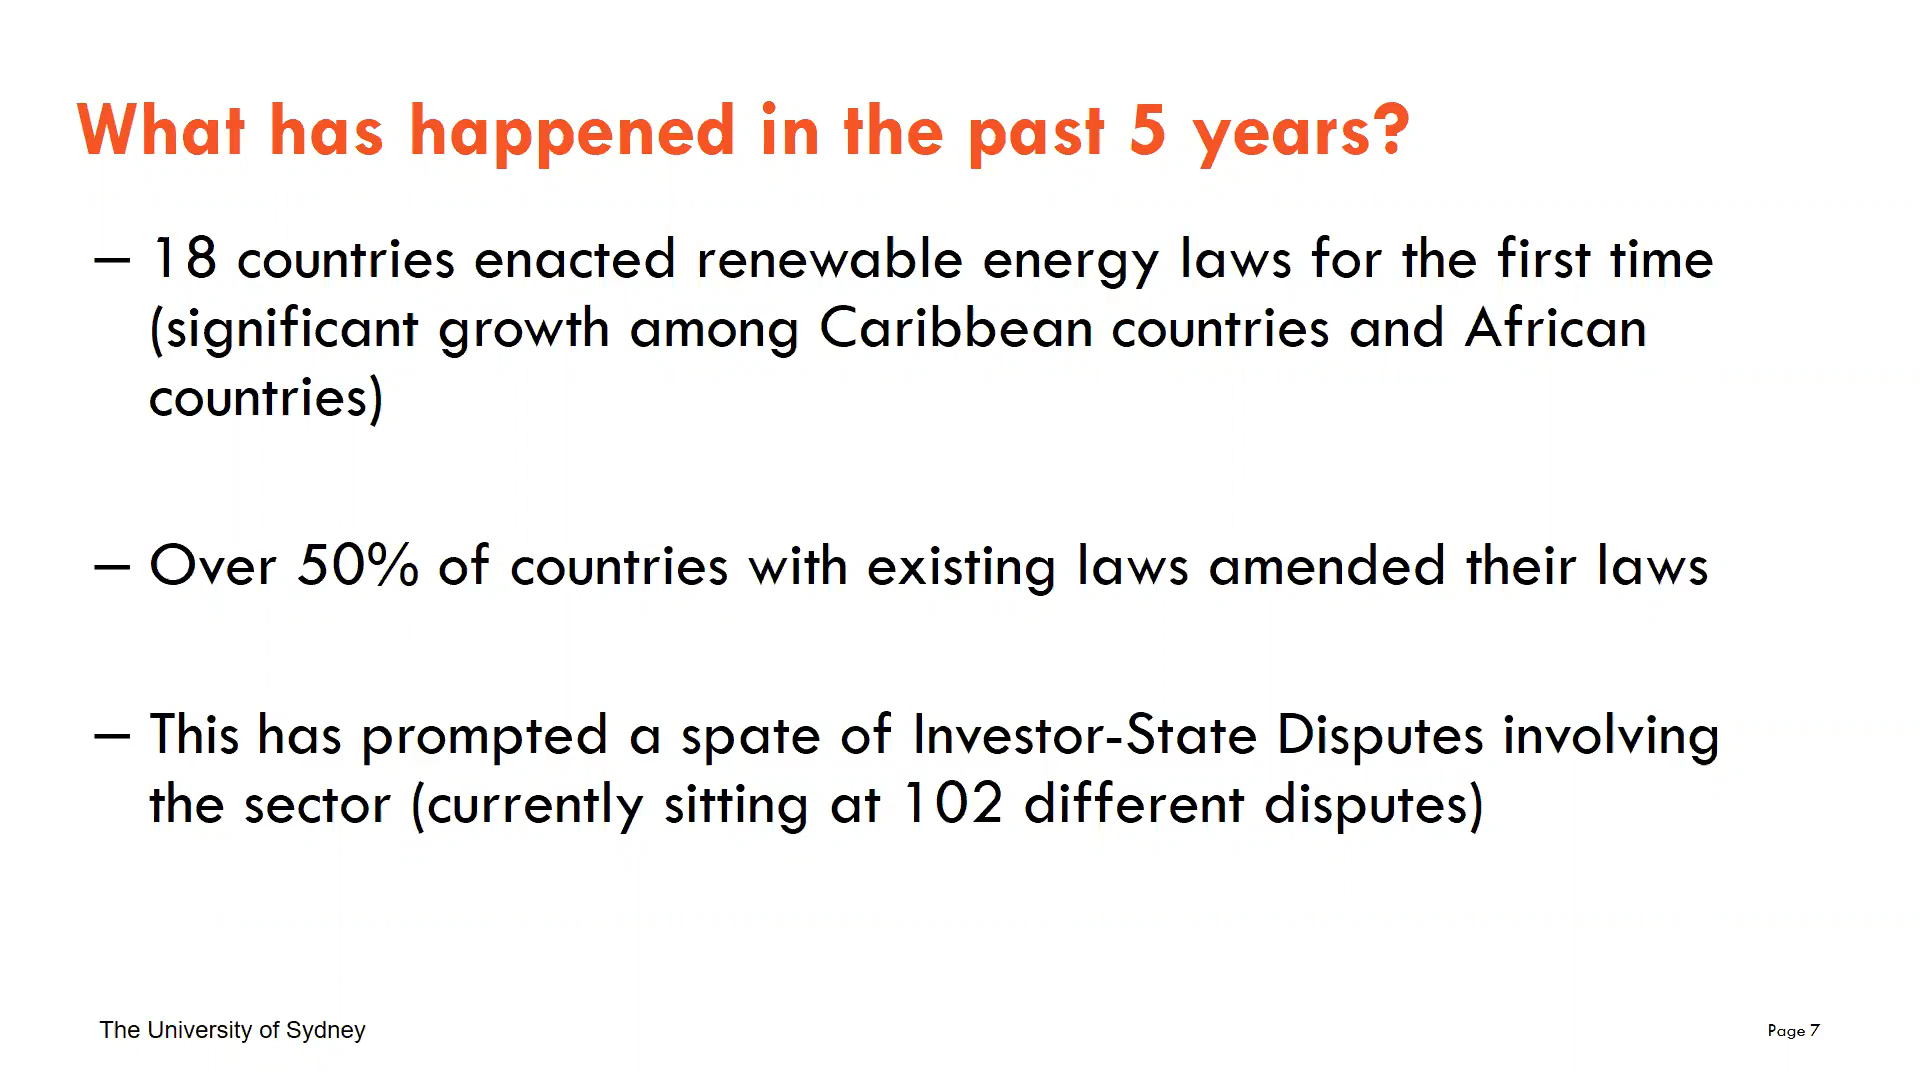 What has happened in the past 5 years?
– 18 countries enacted renewable energy laws for the first time
(significant growth among Caribbean countries and African
countries)
– Over 50% of countries with existing laws amended their laws
– This has prompted a spate of Investor-State Disputes involving
the sector (currently sitting at 102 different disputes)
The University of Sydney
Page 7